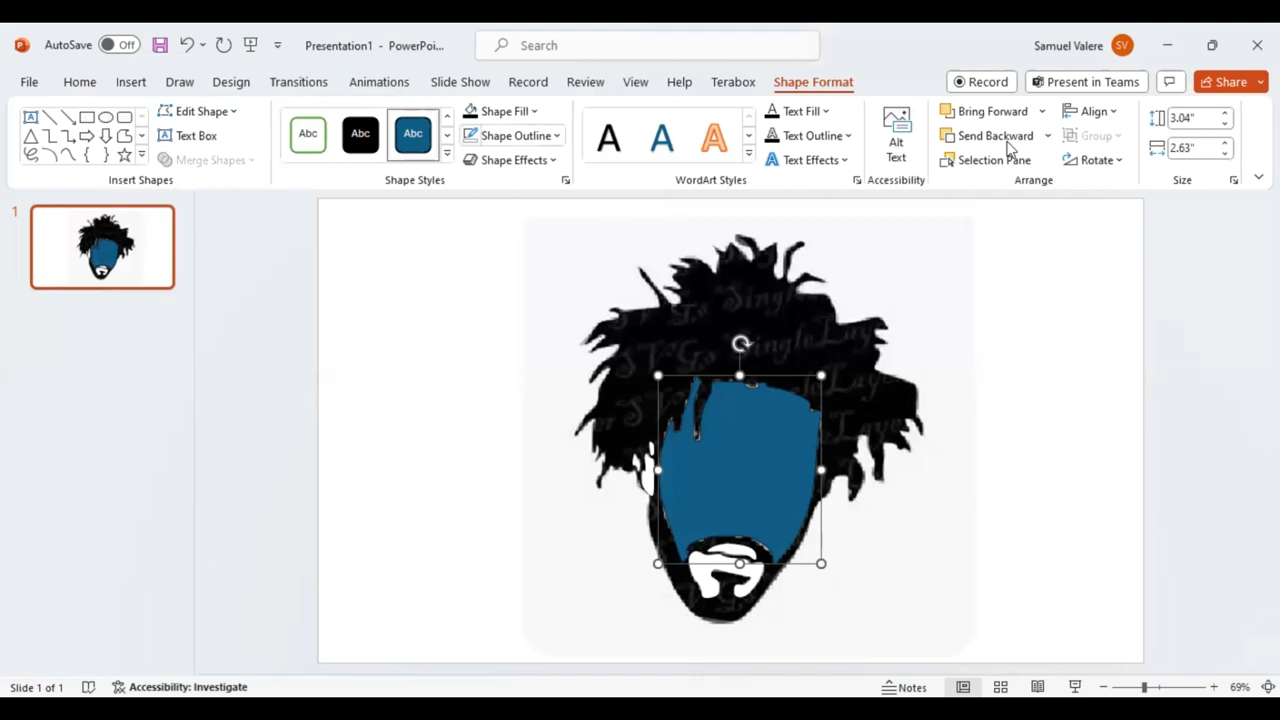 AutoSave Off Presentation1 - PowerPoi... Search Samuel Valere SV
File Home Insert Draw Design Transitions Animations Slide Show Record Review View Help Terabox Shape Format Record Present in Teams Share
Edit Shape Abc Abc Abc Shape Fill A A A Text Fill Bring Forward Align 3.04"
Text Box Shape Outline Text Outline Alt Text Send Backward Group 2.63"
Merge Shapes Shape Effects Text Effects Selection Pane Rotate
Insert Shapes Shape Styles WordArt Styles Accessibility Arrange Size
1
Single
SingleLaye
Slide 1 of 1 Accessibility: Investigate Notes 69%